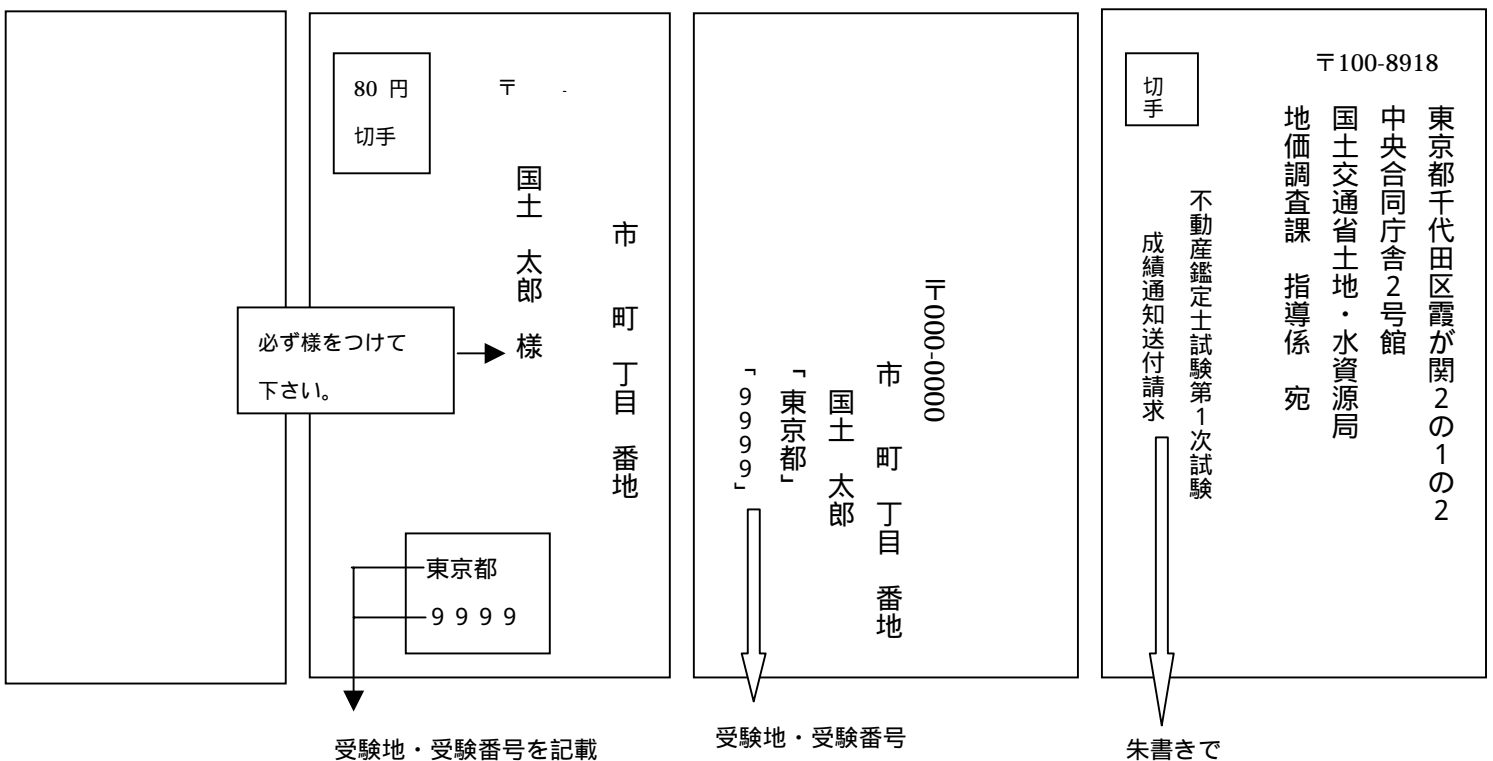 〒100-8918
東京都千代田区霞が関2の1の2
中央合同庁舎2号館
国土交通省土地・水資源局
地価調査課 指導係 宛
切手
不動産鑑定士試験第1次試験
成績通知送付請求
朱書きで
〒000-0000
市 町 丁目 番地
国土 太郎
「東京都」
「9999」
受験地・受験番号
80 円
切手
〒 -
市 町 丁目 番地
国土 太郎 様
必ず様をつけて
下さい。
東京都
9999
受験地・受験番号を記載